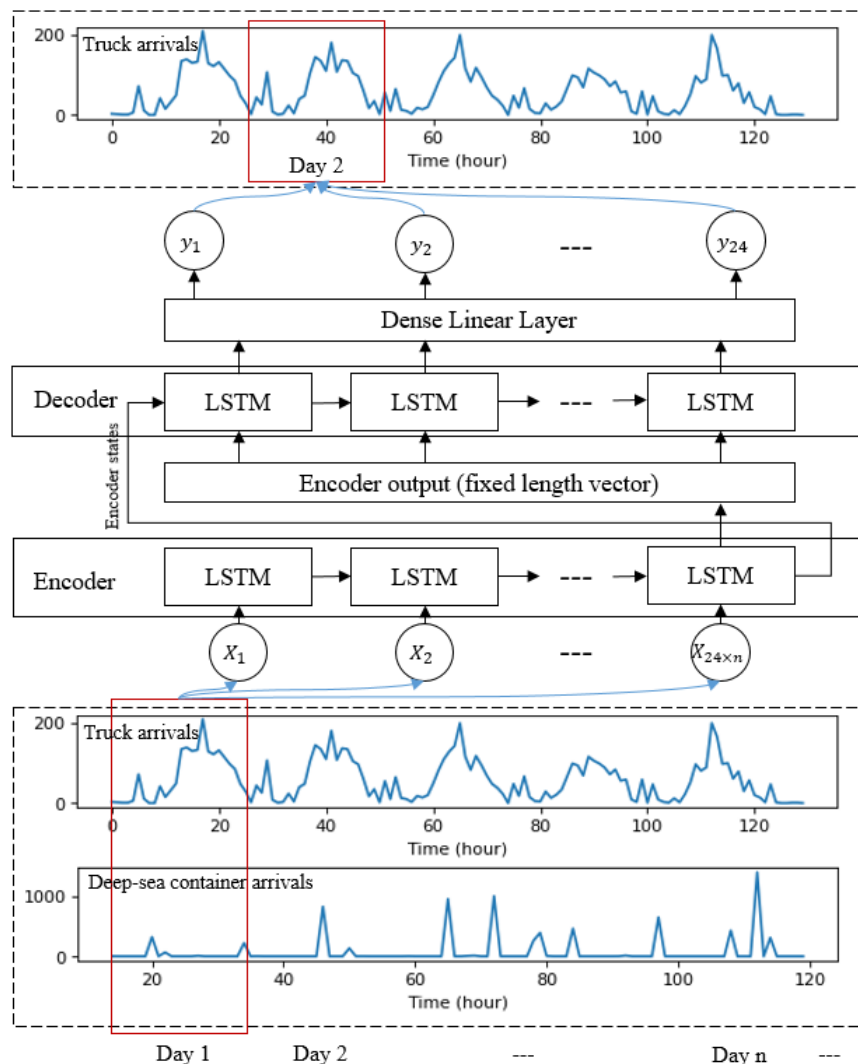 Truck arrivals
200
0
0 20 40 60 80 100 120
Time (hour)
Day 2
y₁ y₂ --- y₂₄
Dense Linear Layer
Decoder LSTM LSTM --- LSTM
Encoder states
Encoder output (fixed length vector)
Encoder LSTM LSTM --- LSTM
X₁ X₂ --- X₂₄ₓₙ
Truck arrivals
200
0
0 20 40 60 80 100 120
Time (hour)
Deep-sea container arrivals
1000
0
20 40 60 80 100 120
Time (hour)
Day 1 Day 2 --- Day n ---